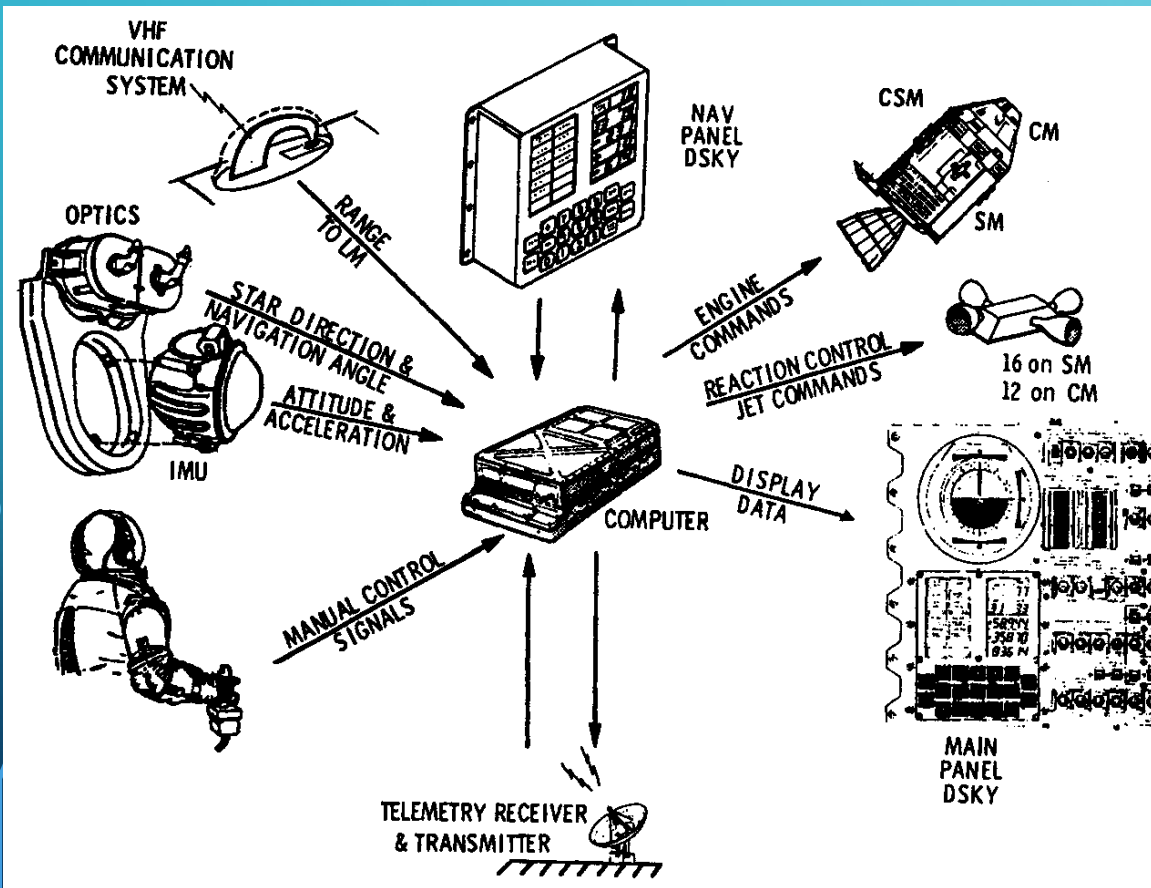 VHF
COMMUNICATION
SYSTEM
NAV
PANEL
DSKY
CSM
CM
SM
OPTICS
RANGE
TO LM
STAR DIRECTION &
NAVIGATION ANGLE
ATTITUDE &
ACCELERATION
IMU
ENGINE
COMMANDS
REACTION CONTROL
JET COMMANDS
16 on SM
12 on CM
COMPUTER
DISPLAY
DATA
MANUAL CONTROL
SIGNALS
MAIN
PANEL
DSKY
TELEMETRY RECEIVER
& TRANSMITTER